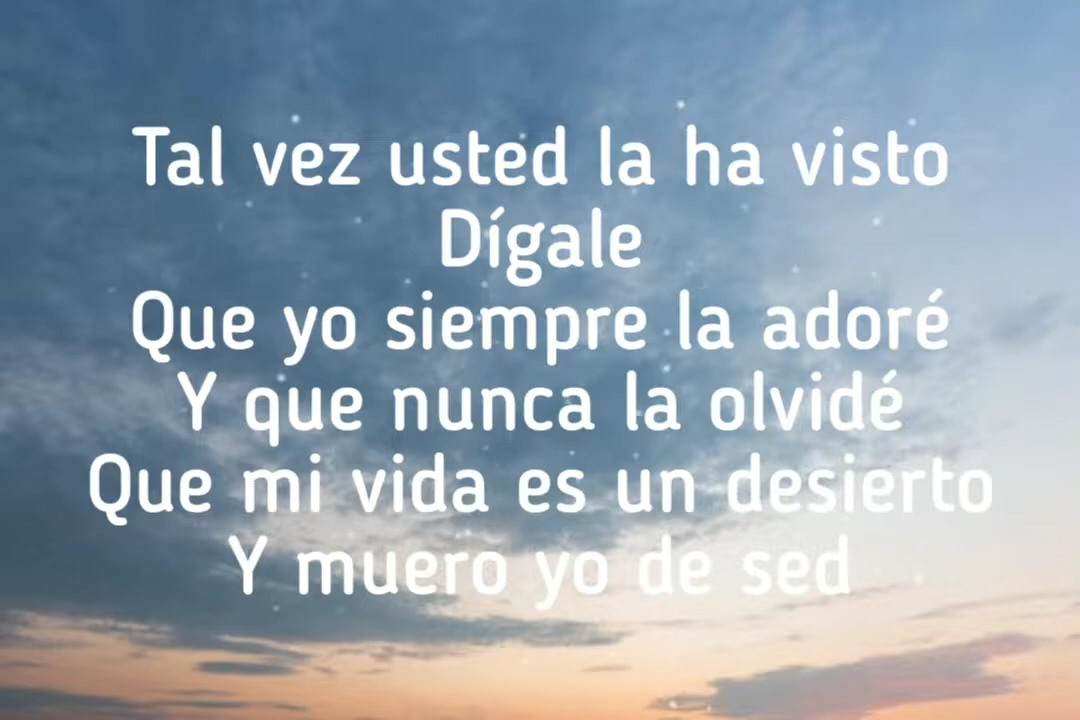 Tal vez usted la ha visto
Dígale
Que yo siempre la adoré
Y que nunca la olvidé
Que mi vida es un desierto
Y muero yo de sed